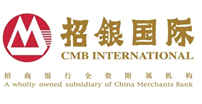 招银国际
CMB INTERNATIONAL
招商银行全资附属机构
A wholly owned subsidiary of China Merchants Bank